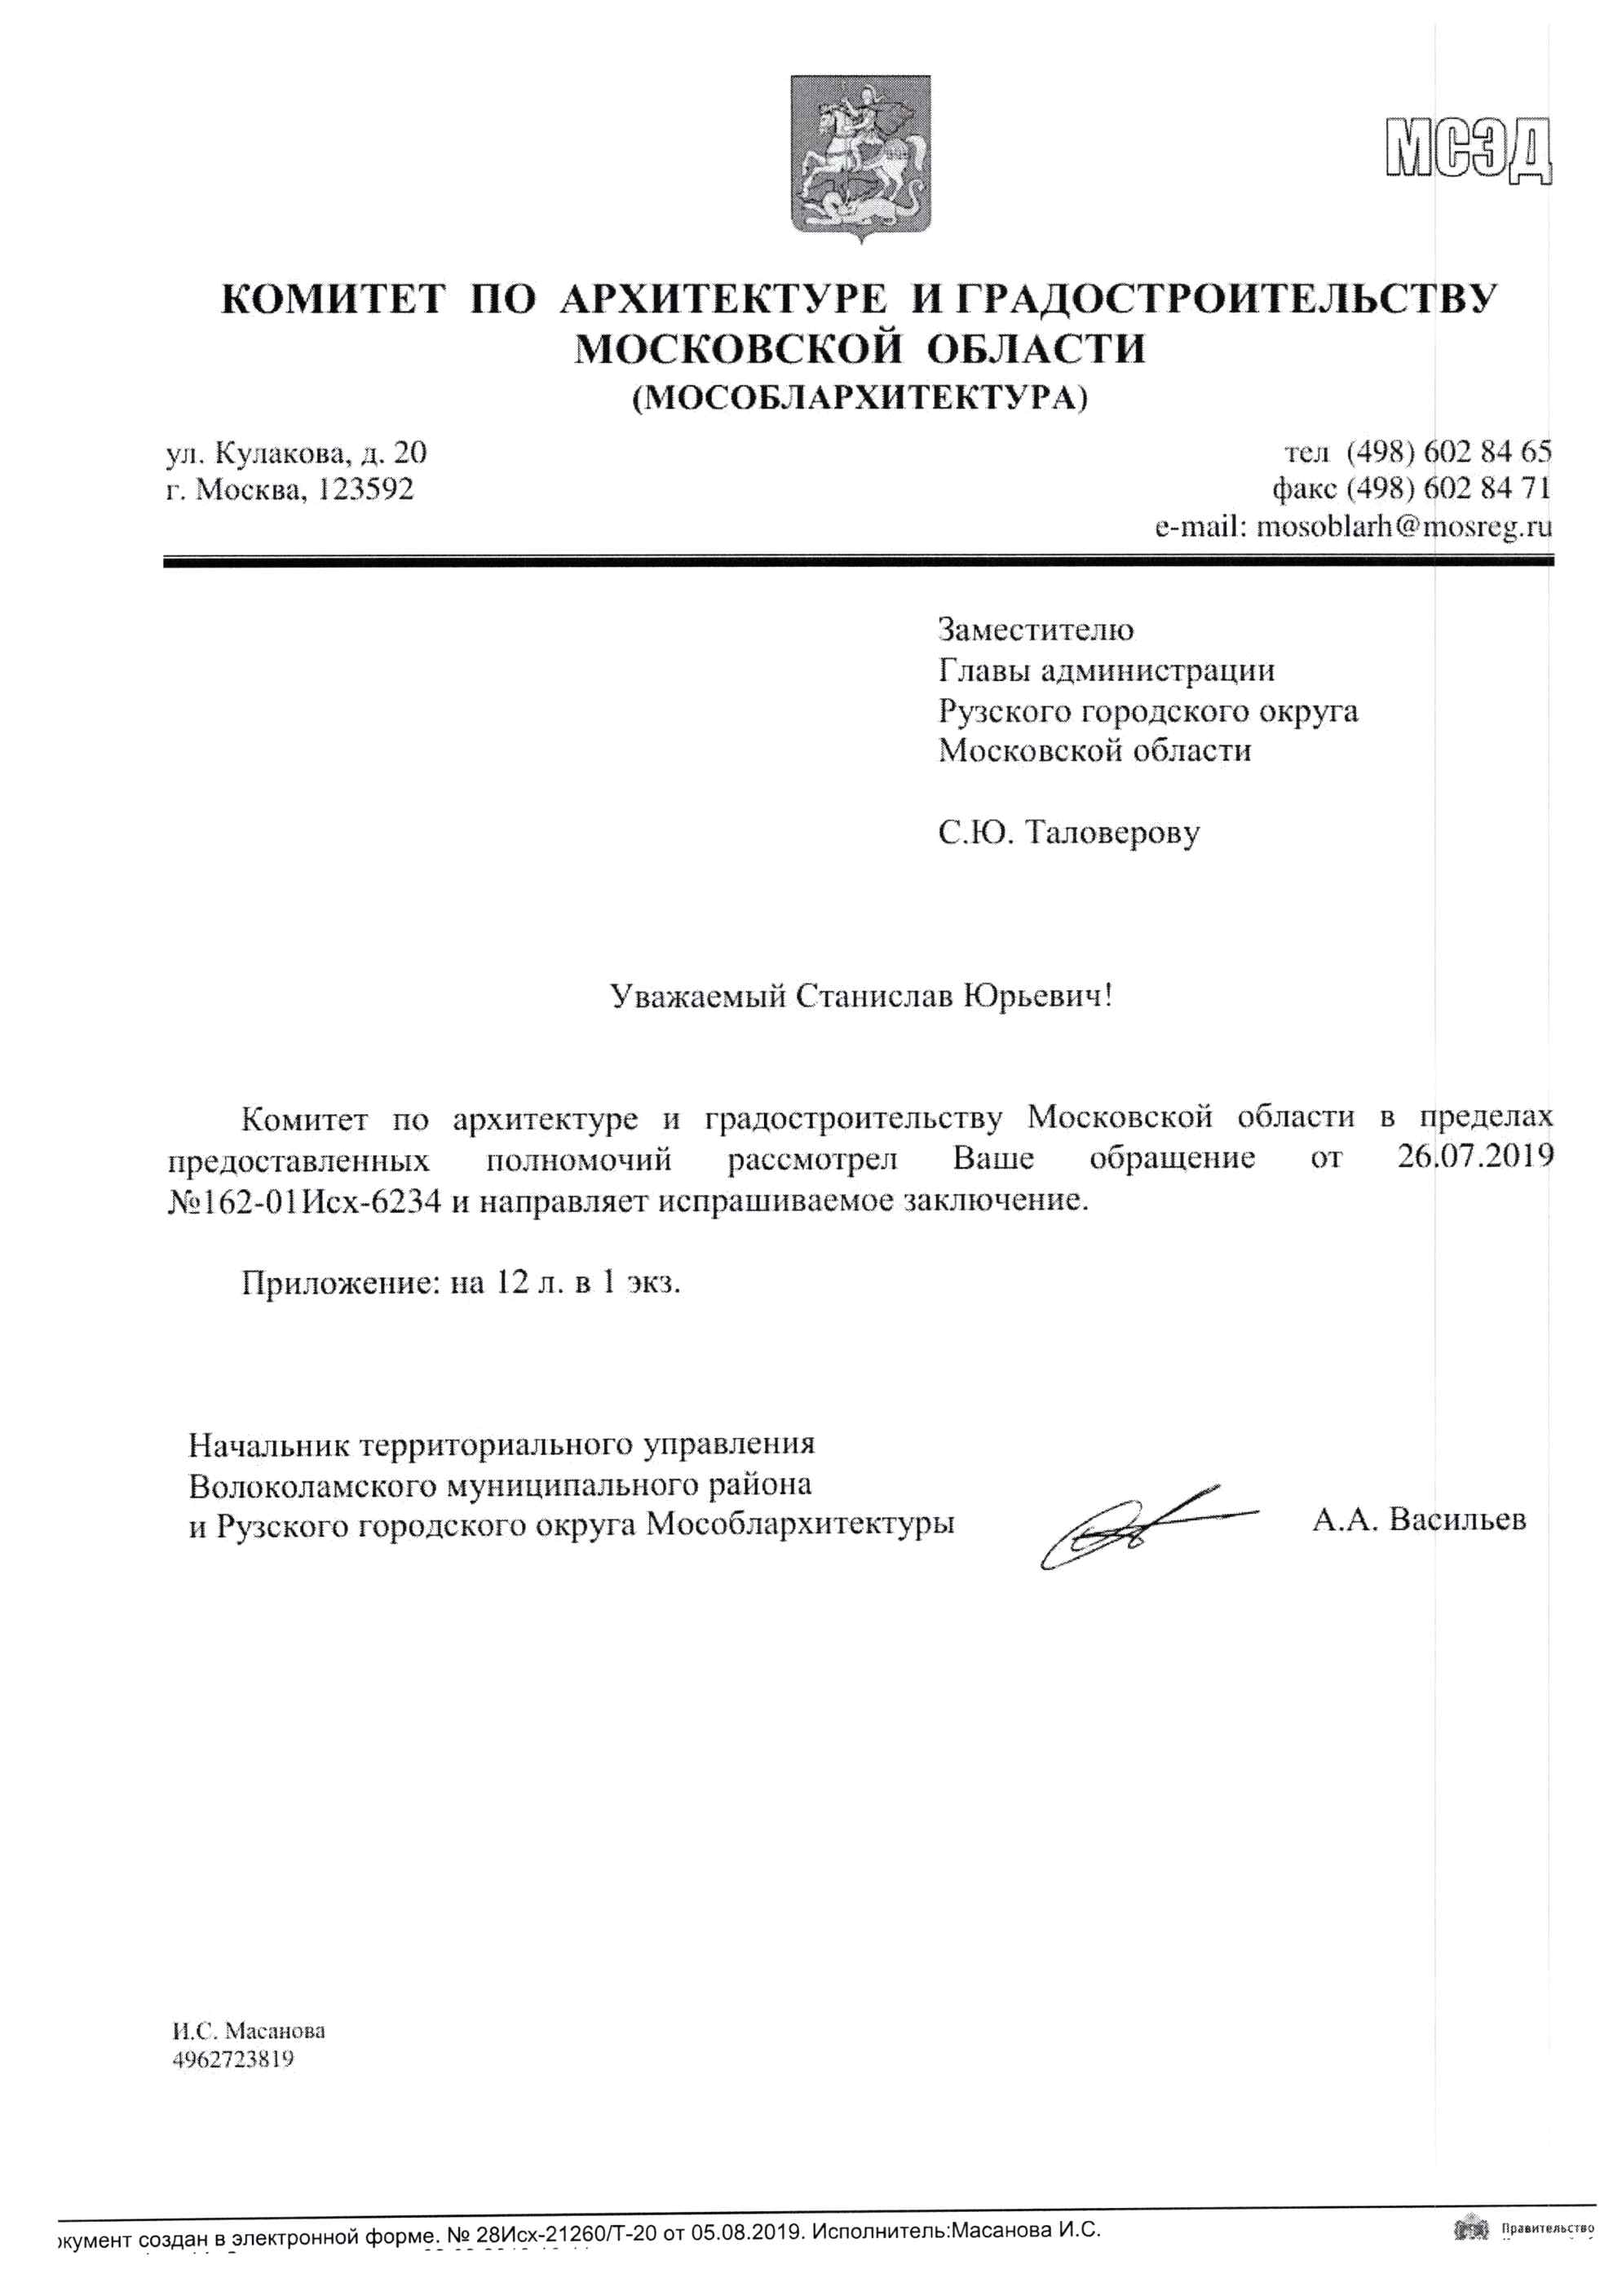 МСЭД
КОМИТЕТ ПО АРХИТЕКТУРЕ И ГРАДОСТРОИТЕЛЬСТВУ
МОСКОВСКОЙ ОБЛАСТИ
(МОСОБЛАРХИТЕКТУРА)
ул. Кулакова, д. 20
г. Москва, 123592
тел (498) 602 84 65
факс (498) 602 84 71
e-mail: mosoblarh@mosreg.ru
Заместителю
Главы администрации
Рузского городского округа
Московской области
С.Ю. Таловерову
Уважаемый Станислав Юрьевич!
Комитет по архитектуре и градостроительству Московской области в пределах
предоставленных полномочий рассмотрел Ваше обращение от 26.07.2019
№162-01Исх-6234 и направляет испрашиваемое заключение.
Приложение: на 12 л. в 1 экз.
Начальник территориального управления
Волоколамского муниципального района
и Рузского городского округа Мособлархитектуры
А.А. Васильев
И.С. Масанова
4962723819
окумент создан в электронной форме. № 28Исх-21260/Т-20 от 05.08.2019. Исполнитель:Масанова И.С.
Правительство